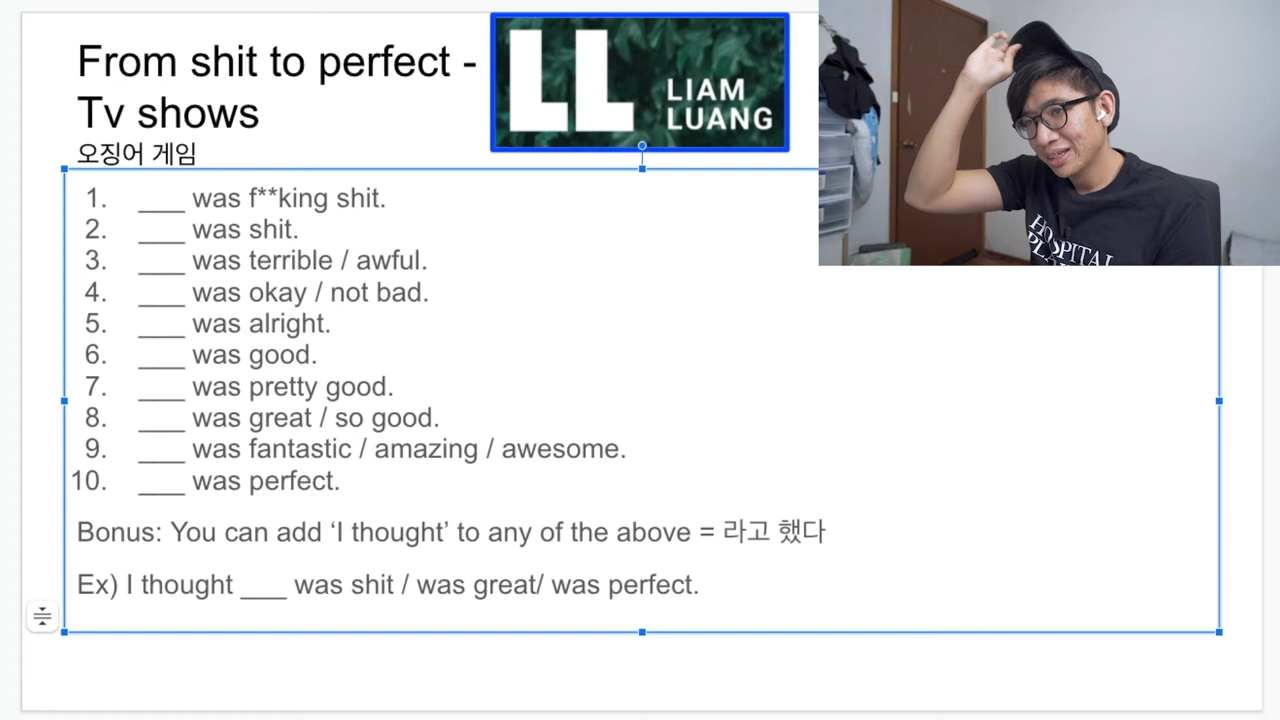 From shit to perfect -
Tv shows
오징어 게임
LL LIAM
LUANG
1. ___ was f**king shit.
2. ___ was shit.
3. ___ was terrible / awful.
4. ___ was okay / not bad.
5. ___ was alright.
6. ___ was good.
7. ___ was pretty good.
8. ___ was great / so good.
9. ___ was fantastic / amazing / awesome.
10. ___ was perfect.
Bonus: You can add ‘I thought’ to any of the above = 라고 했다
Ex) I thought ___ was shit / was great/ was perfect.
HOSPITAL